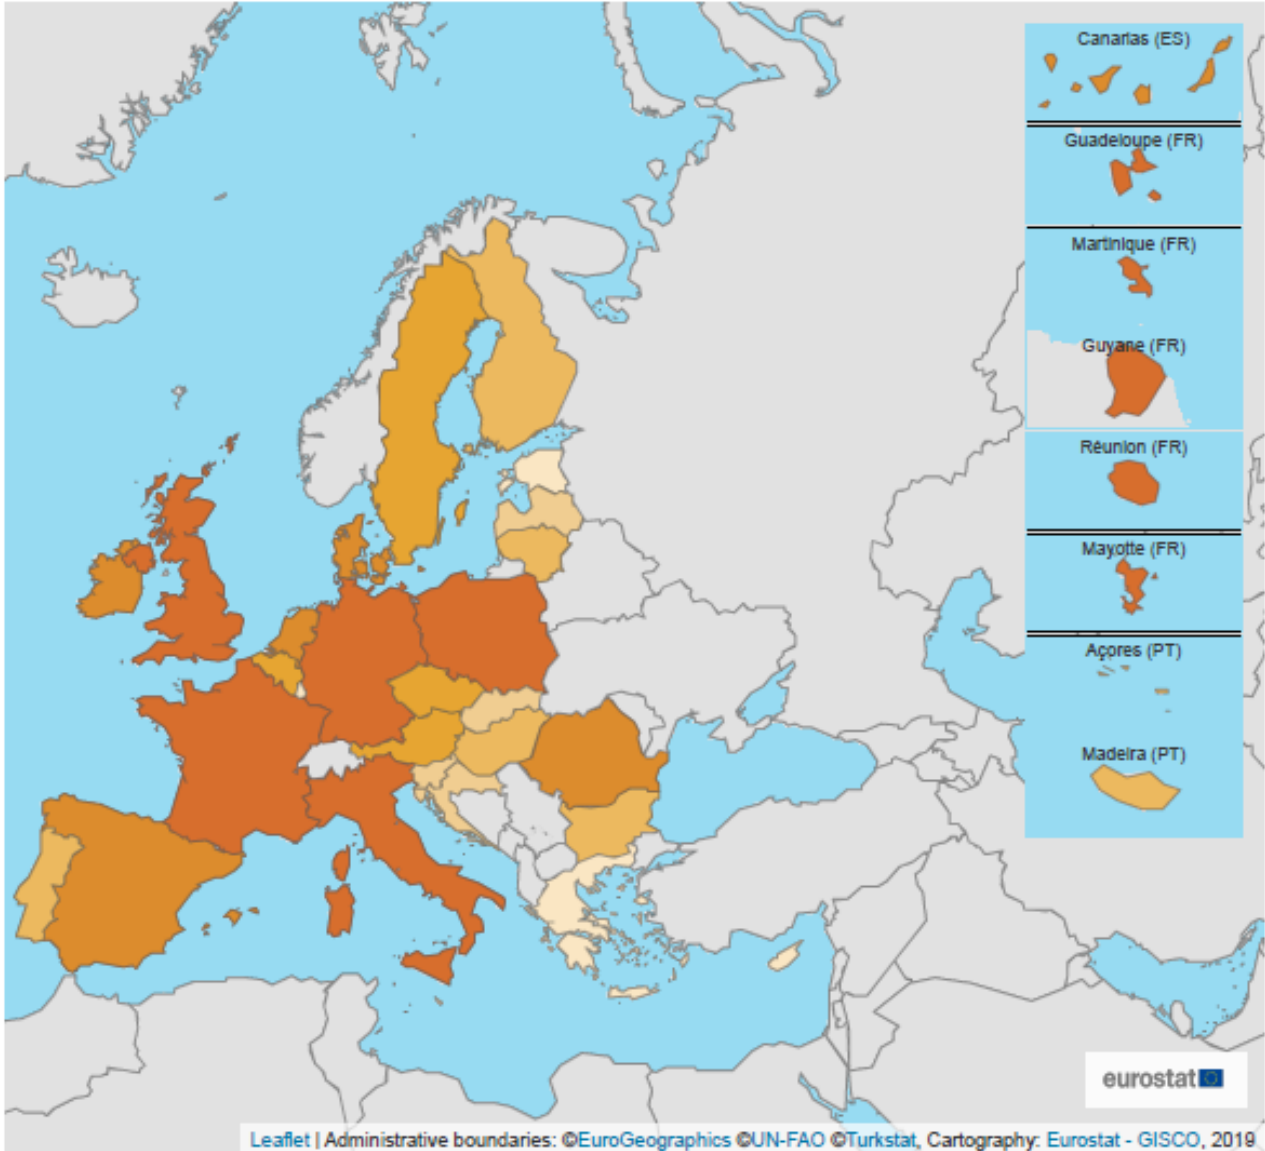 Canarias (ES)
Guadeloupe (FR)
Martinique (FR)
Guyane (FR)
Réunion (FR)
Mayotte (FR)
Açores (PT)
Madeira (PT)
eurostat
Leaflet | Administrative boundaries: ©EuroGeographics ©UN-FAO ©Turkstat, Cartography: Eurostat - GISCO, 2019